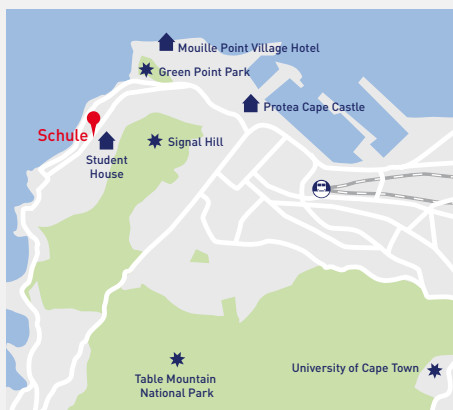 Mouille Point Village Hotel
Green Point Park
Protea Cape Castle
Schule
Signal Hill
Student
House
University of Cape Town
Table Mountain
National Park